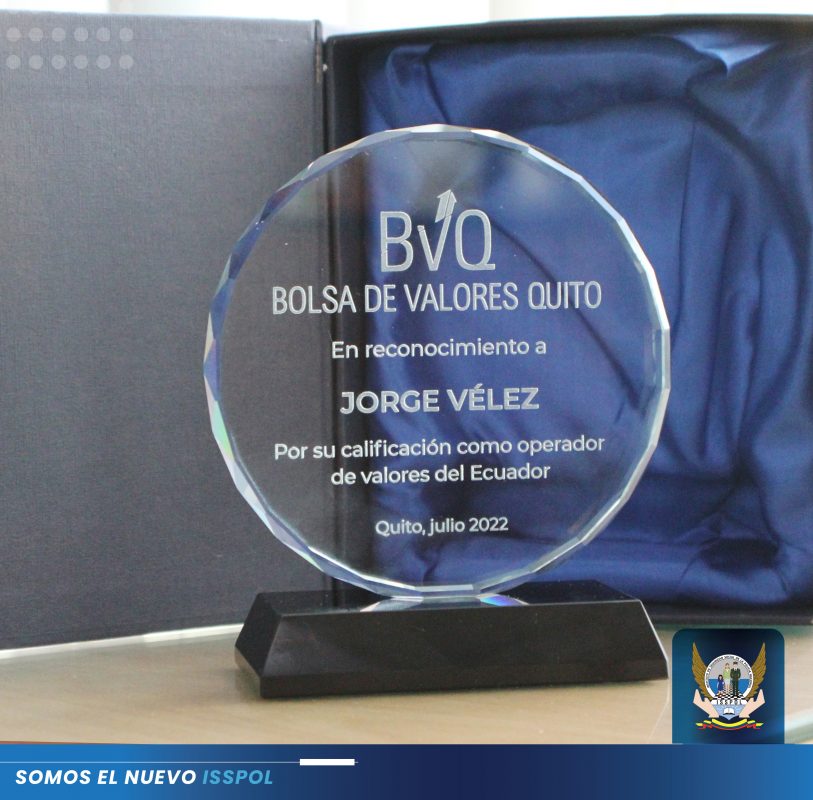 BVQ
BOLSA DE VALORES QUITO
En reconocimiento a
JORGE VÉLEZ
Por su calificación como operador
de valores del Ecuador
Quito, julio 2022
ISSPOL
SOMOS EL NUEVO ISSPOL